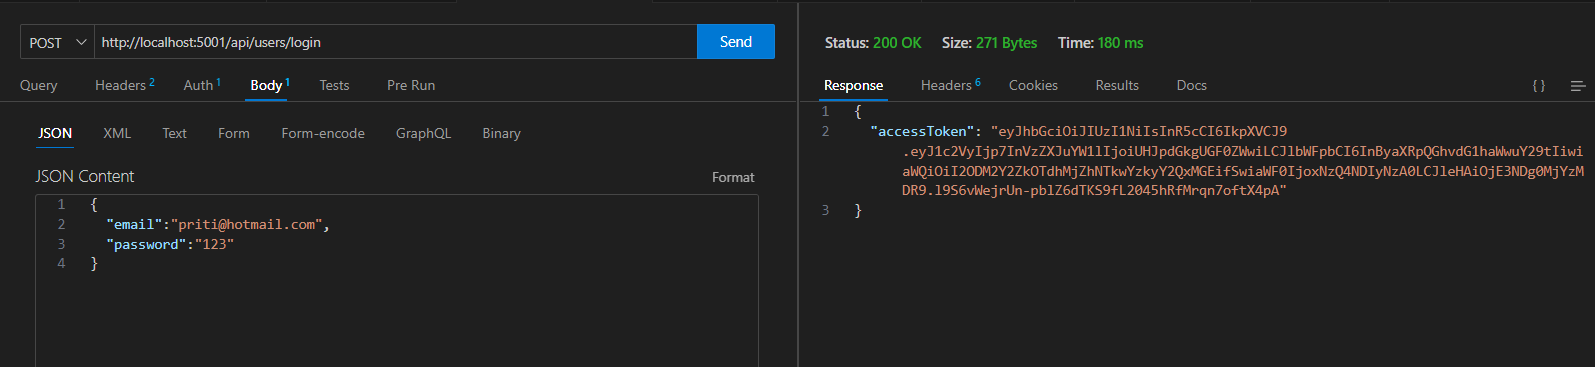 POST http://localhost:5001/api/users/login Send
Query Headers 2 Auth 1 Body 1 Tests Pre Run
JSON XML Text Form Form-encode GraphQL Binary
JSON Content Format
1 {
2 "email":"priti@hotmail.com",
3 "password":"123"
4 }
Status: 200 OK Size: 271 Bytes Time: 180 ms
Response Headers 6 Cookies Results Docs { }
1 {
2 "accessToken": "eyJhbGciOiJIUzI1NiIsInR5cCI6IkpXVCJ9
.eyJ1c2VyIjp7InVzZXJuYW1lIjoiUHJpdGkgUGF0ZWwiLCJlbWFpbCI6InByaXRpQGhvdG1haWwuY29tIiwi
aWQiOiI2ODM2Y2ZkOTdhMjZhNTkwYzkyY2QxMGEifSwiaWF0IjoxNzQ4NDIyNzA0LCJleHAiOjE3NDg0MjYzM
DR9.l9S6vWejrUn-pblZ6dTKS9fL2045hRfMrqn7oftX4pA"
3 }